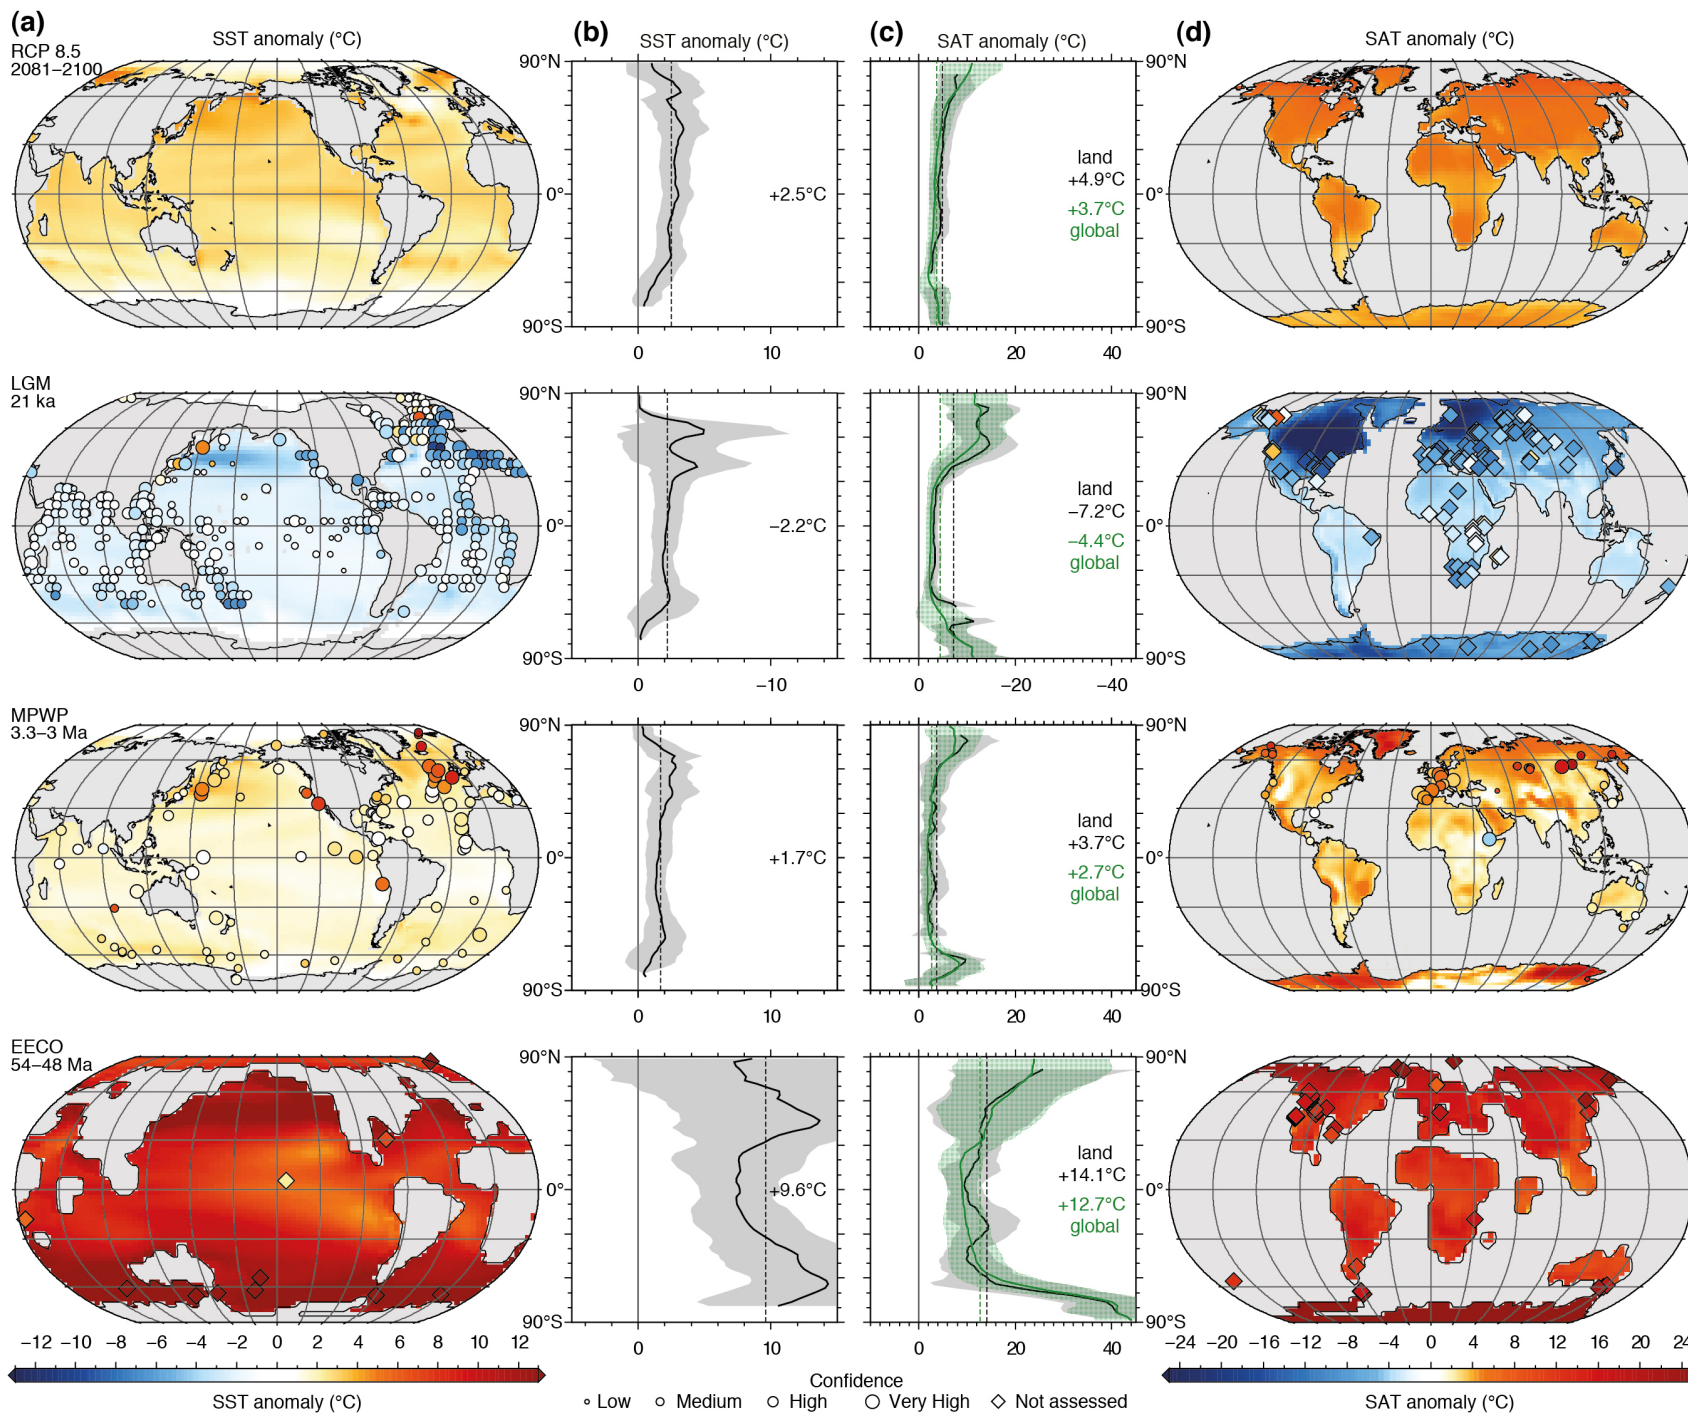 (a)
SST anomaly (°C)
(b)
SST anomaly (°C)
(c)
SAT anomaly (°C)
(d)
SAT anomaly (°C)
RCP 8.5
2081–2100
90°N
0°
90°S
+2.5°C
0 10
land
+4.9°C
+3.7°C
global
0 20 40
90°N
0°
90°S
LGM
21 ka
90°N
0°
90°S
−2.2°C
0 −10
land
−7.2°C
−4.4°C
global
0 −20 −40
90°N
0°
90°S
MPWP
3.3–3 Ma
90°N
0°
90°S
+1.7°C
0 10
land
+3.7°C
+2.7°C
global
0 20 40
90°N
0°
90°S
EECO
54–48 Ma
90°N
0°
90°S
+9.6°C
0 10
land
+14.1°C
+12.7°C
global
0 20 40
90°N
0°
90°S
−12 −10 −8 −6 −4 −2 0 2 4 6 8 10 12
SST anomaly (°C)
Confidence
Low Medium High Very High Not assessed
−24 −20 −16 −12 −8 −4 0 4 8 12 16 20 24
SAT anomaly (°C)